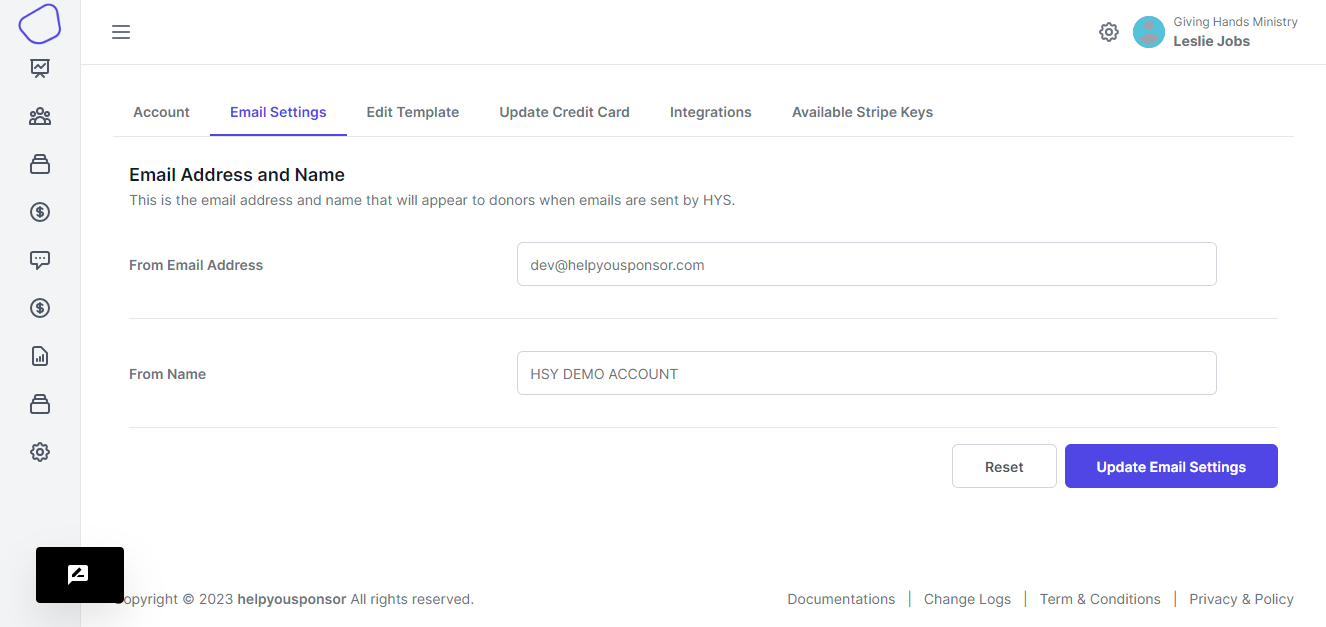 Giving Hands Ministry
Leslie Jobs
Account Email Settings Edit Template Update Credit Card Integrations Available Stripe Keys
Email Address and Name
This is the email address and name that will appear to donors when emails are sent by HYS.
From Email Address dev@helpyousponsor.com
From Name HSY DEMO ACCOUNT
Reset Update Email Settings
opyright © 2023 helpyousponsor All rights reserved. Documentations | Change Logs | Term & Conditions | Privacy & Policy